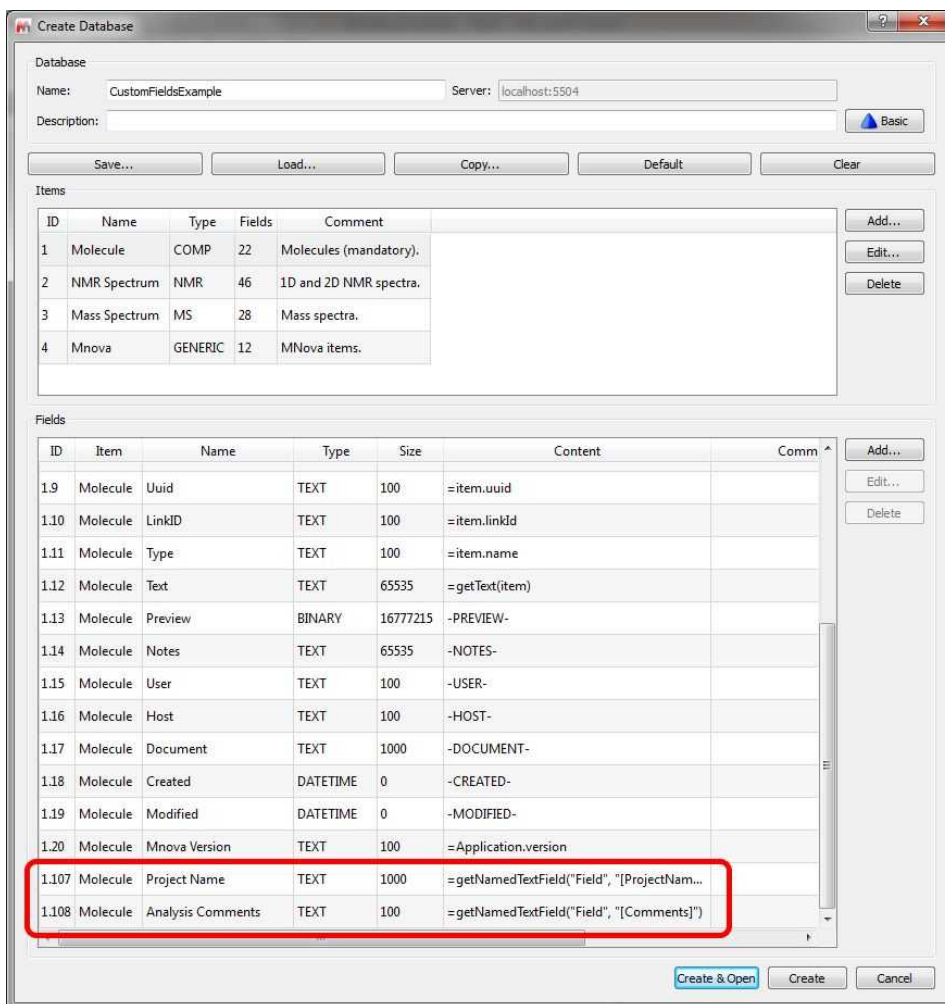 Create Database
Database
Name: CustomFieldsExample Server: localhost:5504
Description: Basic
Save... Load... Copy... Default Clear
Items
ID Name Type Fields Comment Add...
1 Molecule COMP 22 Molecules (mandatory). Edit...
2 NMR Spectrum NMR 46 1D and 2D NMR spectra. Delete
3 Mass Spectrum MS 28 Mass spectra.
4 Mnova GENERIC 12 MNova items.
Fields
ID Item Name Type Size Content Comm Add...
1.9 Molecule Uuid TEXT 100 =item.uuid Edit...
1.10 Molecule LinkID TEXT 100 =item.linkId Delete
1.11 Molecule Type TEXT 100 =item.name
1.12 Molecule Text TEXT 65535 =getText(item)
1.13 Molecule Preview BINARY 16777215 -PREVIEW-
1.14 Molecule Notes TEXT 65535 -NOTES-
1.15 Molecule User TEXT 100 -USER-
1.16 Molecule Host TEXT 100 -HOST-
1.17 Molecule Document TEXT 1000 -DOCUMENT-
1.18 Molecule Created DATETIME 0 -CREATED-
1.19 Molecule Modified DATETIME 0 -MODIFIED-
1.20 Molecule Mnova Version TEXT 100 =Application.version
1.107 Molecule Project Name TEXT 1000 =getNamedTextField("Field", "[ProjectNam...
1.108 Molecule Analysis Comments TEXT 100 =getNamedTextField("Field", "[Comments]")
Create & Open Create Cancel